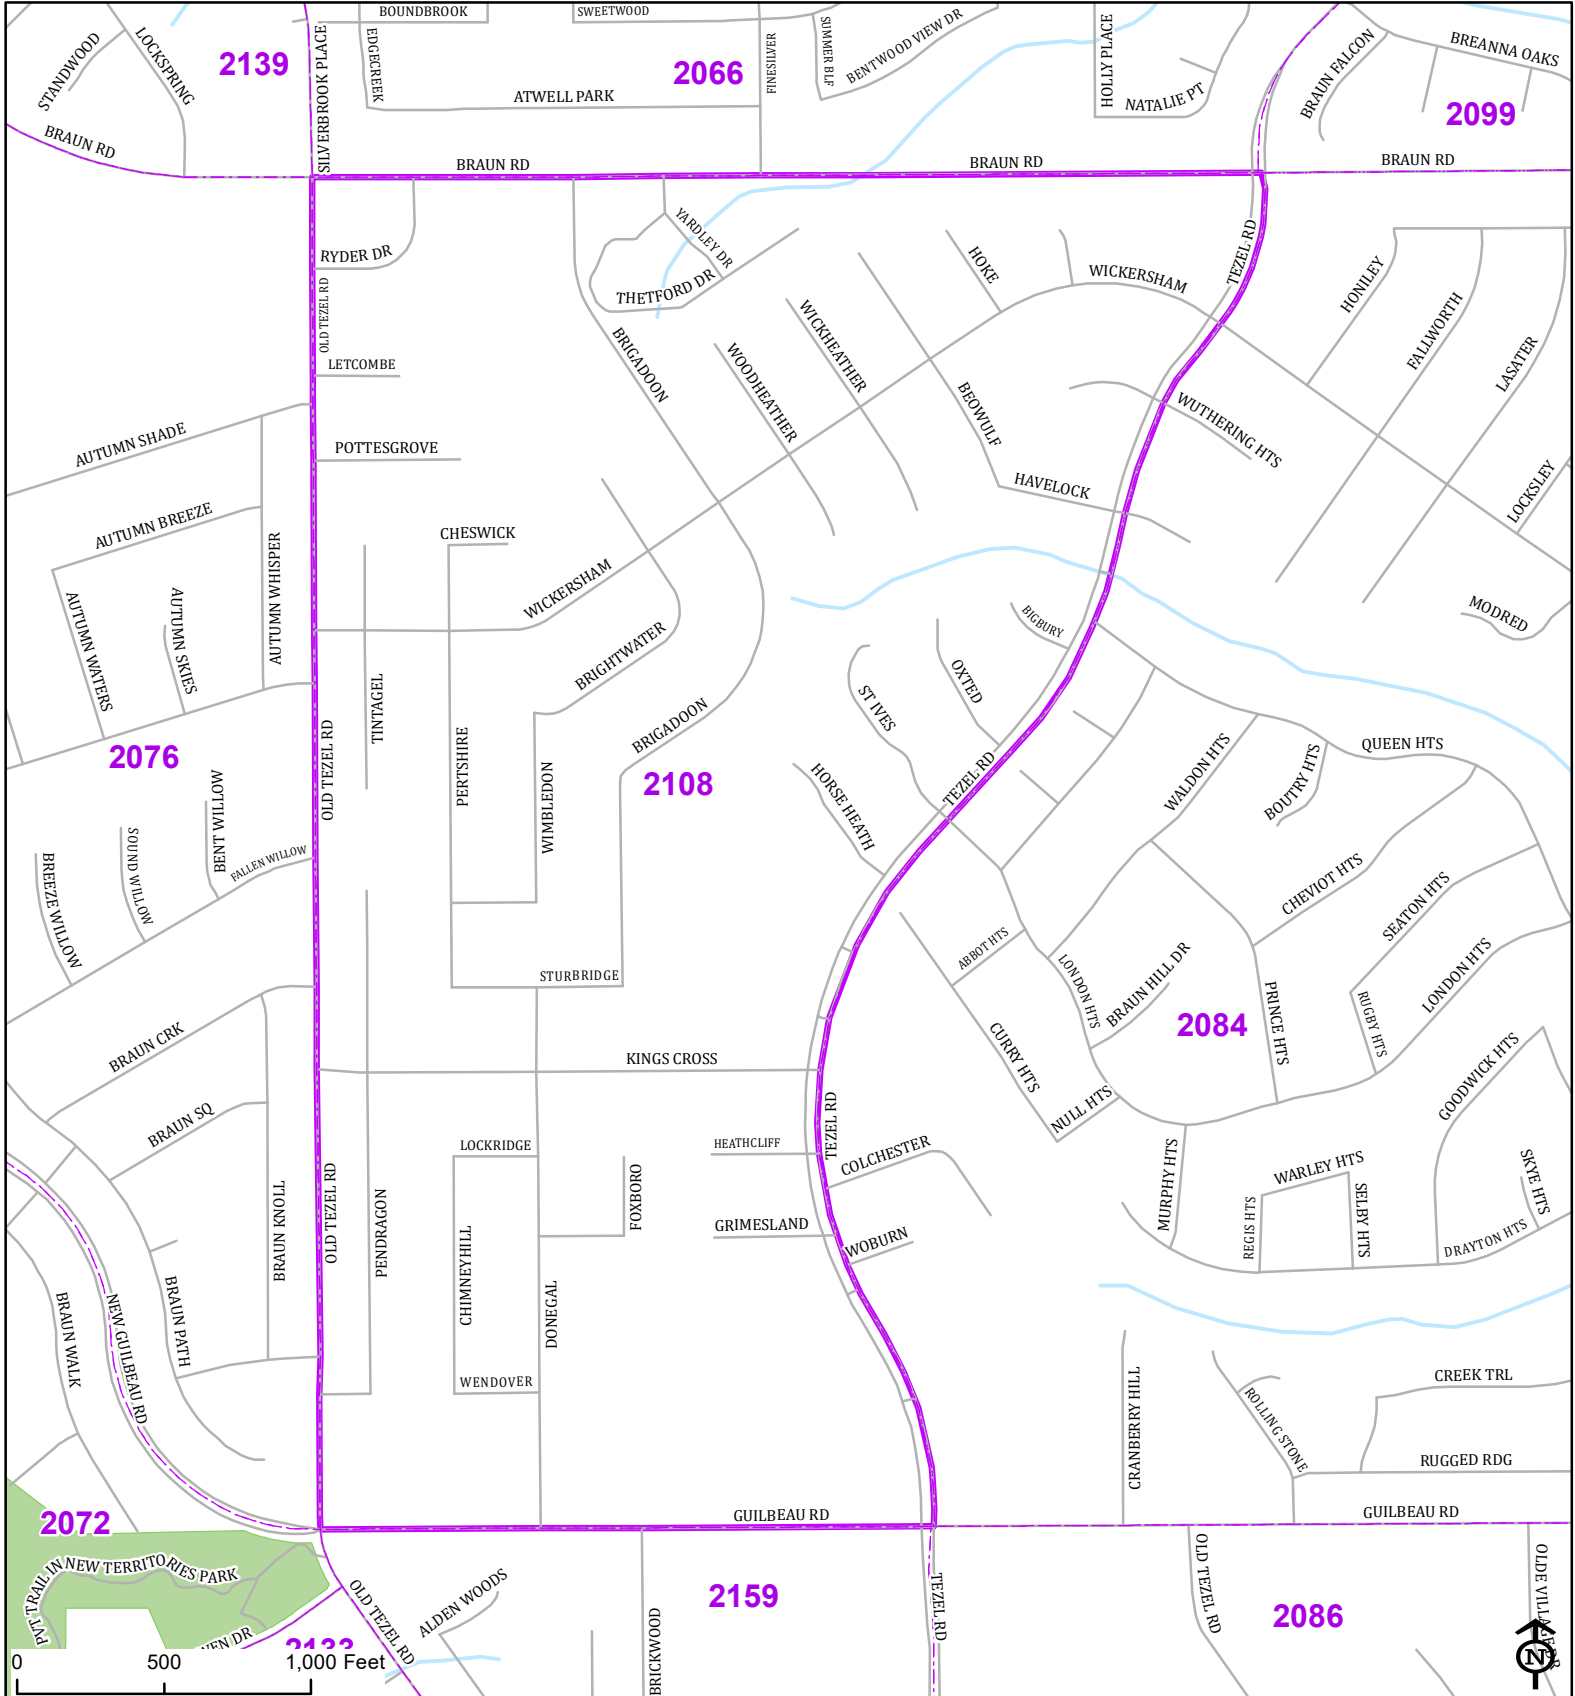 BOUNDBROOK
SWEETWOOD
STANDWOOD
LOCKSPRING
2139
SILVERBROOK PLACE
EDGECREEK
ATWELL PARK
2066
FINESILVER
SUMMER BLF
BENTWOOD VIEW DR
HOLLY PLACE
NATALIE PT
BRAUN FALCON
BREANNA OAKS
2099
BRAUN RD
BRAUN RD
BRAUN RD
BRAUN RD
RYDER DR
OLD TEZEL RD
YARDLEY DR
THETFORD DR
HOKE
WICKERSHAM
TEZEL RD
HONILEY
FALLWORTH
LASATER
LETCOMBE
BRIGADOON
WOODHEATHER
WICKHEATHER
BEOWULF
WUTHERING HTS
AUTUMN SHADE
POTTESGROVE
HAVELOCK
LOCKSLEY
AUTUMN BREEZE
AUTUMN WHISPER
CHESWICK
WICKERSHAM
AUTUMN WATERS
AUTUMN SKIES
BRIGHTWATER
BIGBURY
MODRED
TINTAGEL
OXTED
ST IVES
BRIGADOON
OLD TEZEL RD
PERTSHIRE
WIMBLEDON
2076
2108
TEZEL RD
HORSE HEATH
WALDON HTS
BOUTRY HTS
QUEEN HTS
BENT WILLOW
SOUND WILLOW
BREEZE WILLOW
FALLEN WILLOW
CHEVIOT HTS
SEATON HTS
ABBOT HTS
LONDON HTS
BRAUN HILL DR
LONDON HTS
STURBRIDGE
2084
PRINCE HTS
RUGBY HTS
BRAUN CRK
KINGS CROSS
CURRY HTS
NULL HTS
GOODWICK HTS
BRAUN SQ
TEZEL RD
LOCKRIDGE
HEATHCLIFF
COLCHESTER
MURPHY HTS
WARLEY HTS
SKYE HTS
BRAUN KNOLL
OLD TEZEL RD
PENDRAGON
FOXBORO
GRIMESLAND
WOBURN
REGIS HTS
SELBY HTS
DRAYTON HTS
CHIMNEYHILL
DONEGAL
BRAUN WALK
NEW GUILBEAU RD
BRAUN PATH
WENDOVER
CRANBERRY HILL
ROLLING STONE
CREEK TRL
RUGGED RDG
GUILBEAU RD
GUILBEAU RD
2072
PVT TRAIL IN NEW TERRITORIES PARK
OLD TEZEL RD
ALDEN WOODS
BRICKWOOD
2159
TEZEL RD
OLD TEZEL RD
2086
OLDE VILLAGE DR
2133
0 500 1,000 Feet
N